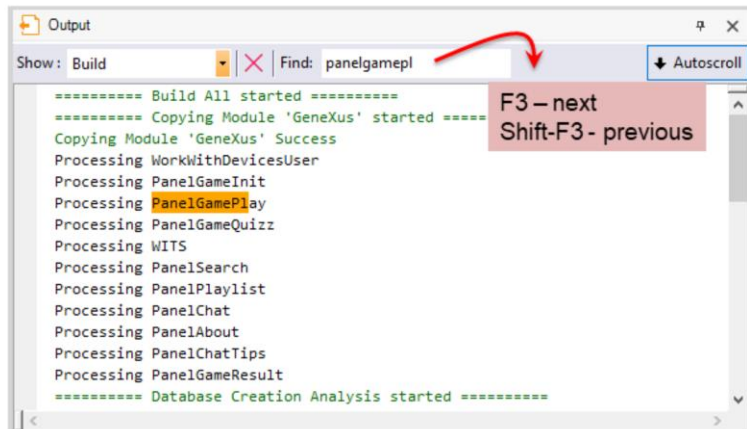 Output
Show: Build Find: panelgamepl Autoscroll
F3 – next
Shift-F3 - previous
========== Build All started ==========
========== Copying Module 'GeneXus' started =====
Copying Module 'GeneXus' Success
Processing WorkWithDevicesUser
Processing PanelGameInit
Processing PanelGamePlay
Processing PanelGameQuizz
Processing WITS
Processing PanelSearch
Processing PanelPlaylist
Processing PanelChat
Processing PanelAbout
Processing PanelChatTips
Processing PanelGameResult
========== Database Creation Analysis started ==========